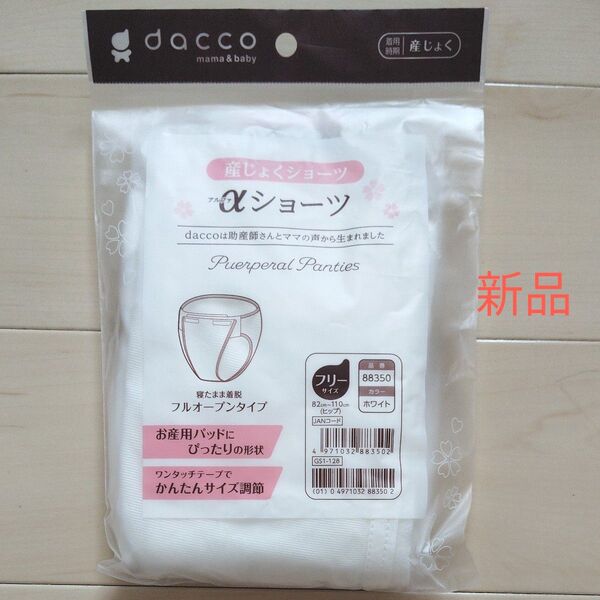 dacco
mama & baby
着用時期 産じょく
産じょくショーツ
アルファ
αショーツ
daccoは助産師さんとママの声から生まれました
Puerperal Panties
新品
寝たまま着脱
フルオープンタイプ
お産用パッドに
ぴったりの形状
ワンタッチテープで
かんたんサイズ調節
フリー
サイズ
82cm~110cm
(ヒップ)
品番
88350
カラー
ホワイト
JANコード
4 971032 883502
GS1-128
(01) 0 4971032 88350 2